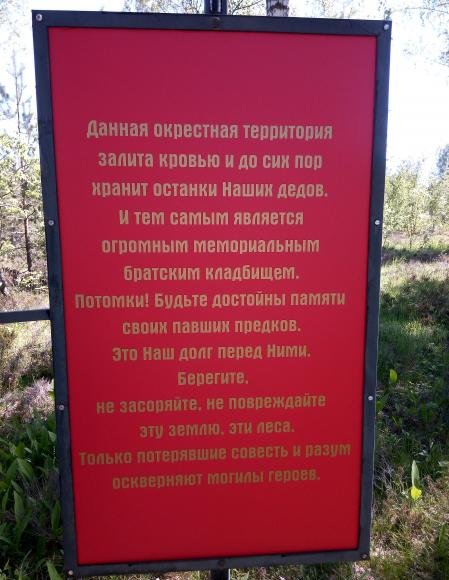 Данная окрестная территория
залита кровью и до сих пор
хранит останки Наших дедов.
И тем самым является
огромным мемориальным
братским кладбищем.
Потомки! Будьте достойны памяти
своих павших предков.
Это Наш долг перед Ними.
Берегите,
не засоряйте, не повреждайте
эту землю, эти леса.
Только потерявшие совесть и разум
оскверняют могилы героев.